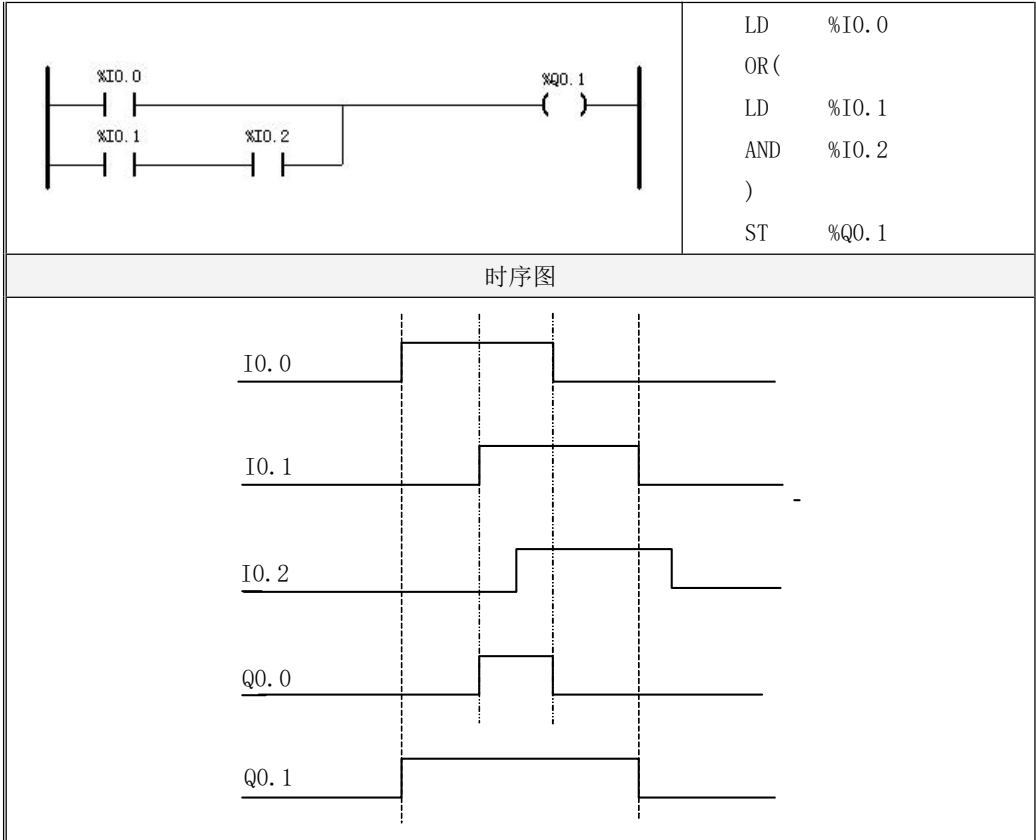 %I0.0
%Q0.1
%I0.1
%I0.2
LD %I0.0
OR(
LD %I0.1
AND %I0.2
)
ST %Q0.1
时序图
I0.0
I0.1
I0.2
Q0.0
Q0.1